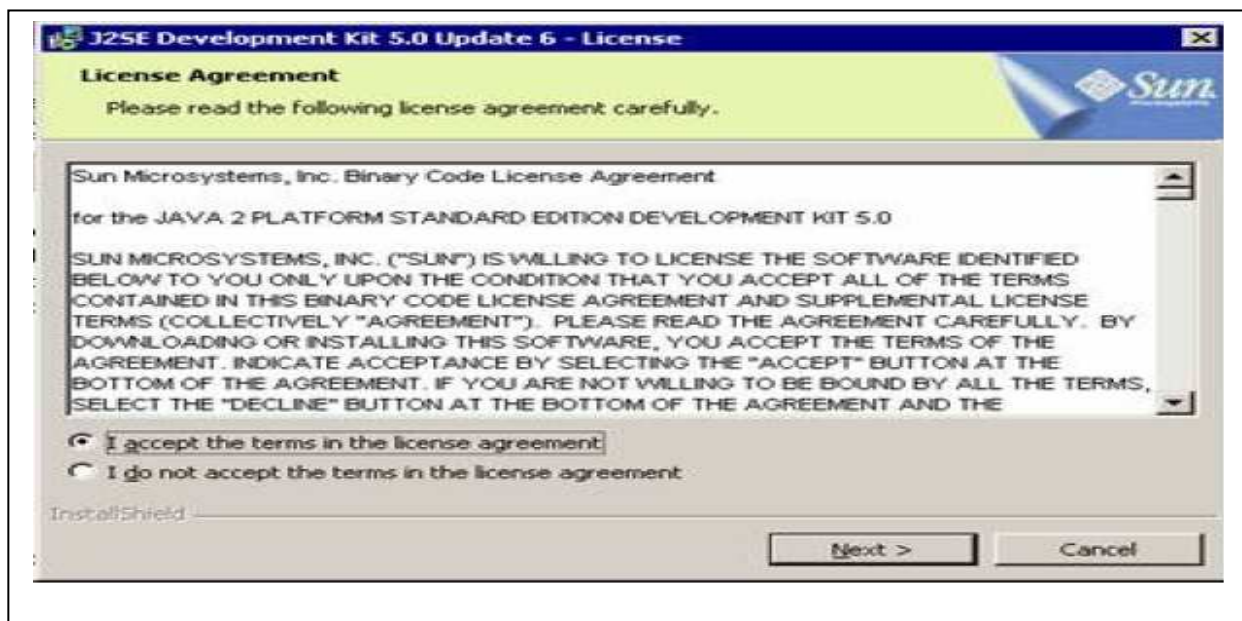 J2SE Development Kit 5.0 Update 6 - License
License Agreement
Please read the following license agreement carefully.
Sun
microsystems
Sun Microsystems, Inc. Binary Code License Agreement
for the JAVA 2 PLATFORM STANDARD EDITION DEVELOPMENT KIT 5.0
SUN MICROSYSTEMS, INC. ("SUN") IS WILLING TO LICENSE THE SOFTWARE IDENTIFIED
BELOW TO YOU ONLY UPON THE CONDITION THAT YOU ACCEPT ALL OF THE TERMS
CONTAINED IN THIS BINARY CODE LICENSE AGREEMENT AND SUPPLEMENTAL LICENSE
TERMS (COLLECTIVELY "AGREEMENT"). PLEASE READ THE AGREEMENT CAREFULLY. BY
DOWNLOADING OR INSTALLING THIS SOFTWARE, YOU ACCEPT THE TERMS OF THE
AGREEMENT. INDICATE ACCEPTANCE BY SELECTING THE "ACCEPT" BUTTON AT THE
BOTTOM OF THE AGREEMENT. IF YOU ARE NOT WILLING TO BE BOUND BY ALL THE TERMS,
SELECT THE "DECLINE" BUTTON AT THE BOTTOM OF THE AGREEMENT AND THE
I accept the terms in the license agreement
I do not accept the terms in the license agreement
InstallShield
Next >
Cancel